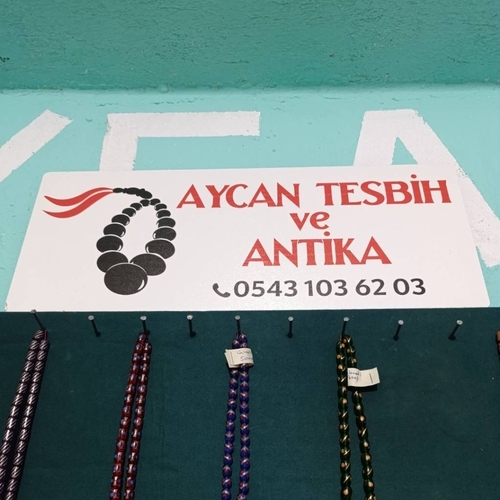 AYCAN TESBİH
ve
ANTİKA
0543 103 62 03